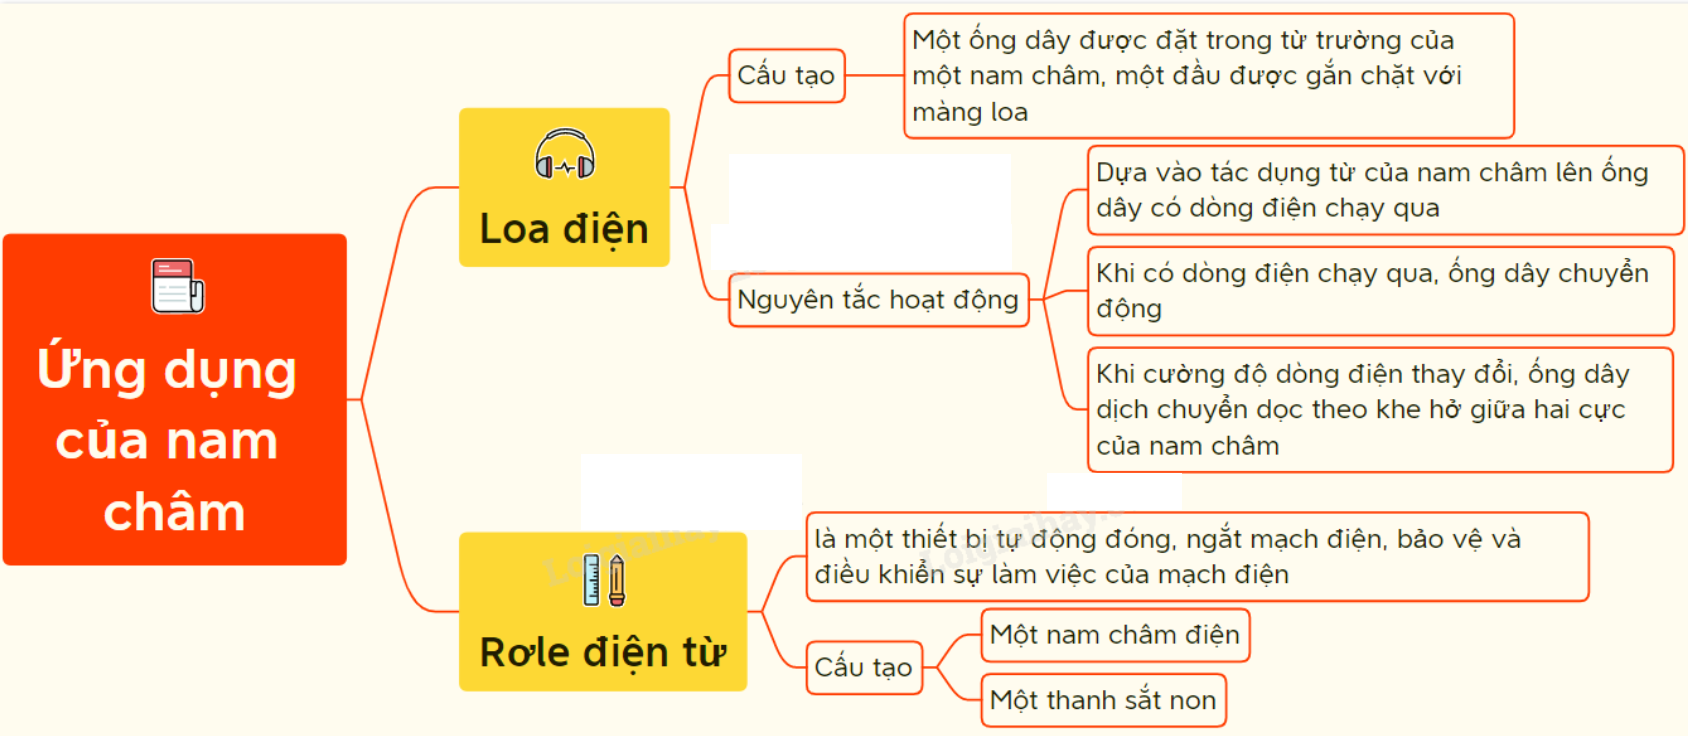 Ứng dụng
của nam
châm
Loa điện
Cấu tạo
Một ống dây được đặt trong từ trường của
một nam châm, một đầu được gắn chặt với
màng loa
Nguyên tắc hoạt động
Dựa vào tác dụng từ của nam châm lên ống
dây có dòng điện chạy qua
Khi có dòng điện chạy qua, ống dây chuyển
động
Khi cường độ dòng điện thay đổi, ống dây
dịch chuyển dọc theo khe hở giữa hai cực
của nam châm
Rơle điện từ
Loigiaihay
Loigiaihay.
là một thiết bị tự động đóng, ngắt mạch điện, bảo vệ và
điều khiển sự làm việc của mạch điện
Cấu tạo
Một nam châm điện
Một thanh sắt non